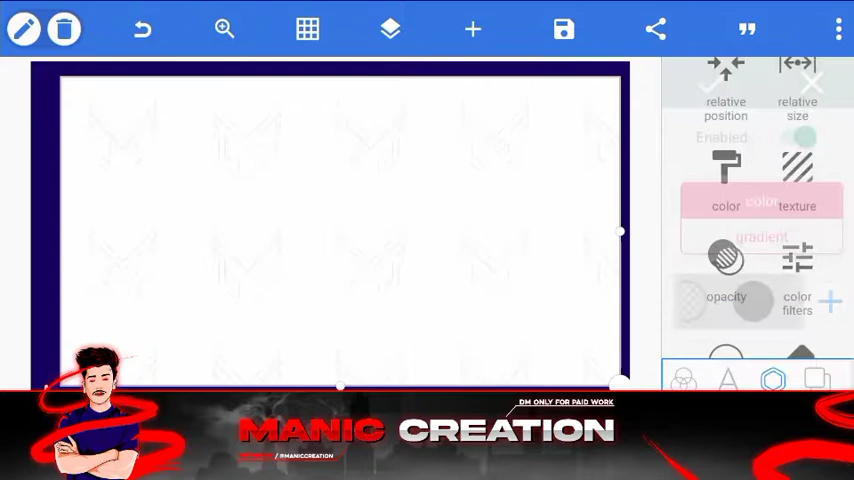 relative
position
relative
size
Enabled
color
color
texture
gradient
opacity
color
filters
DM ONLY FOR PAID WORK
MANIC CREATION
/ @MANICCREATION